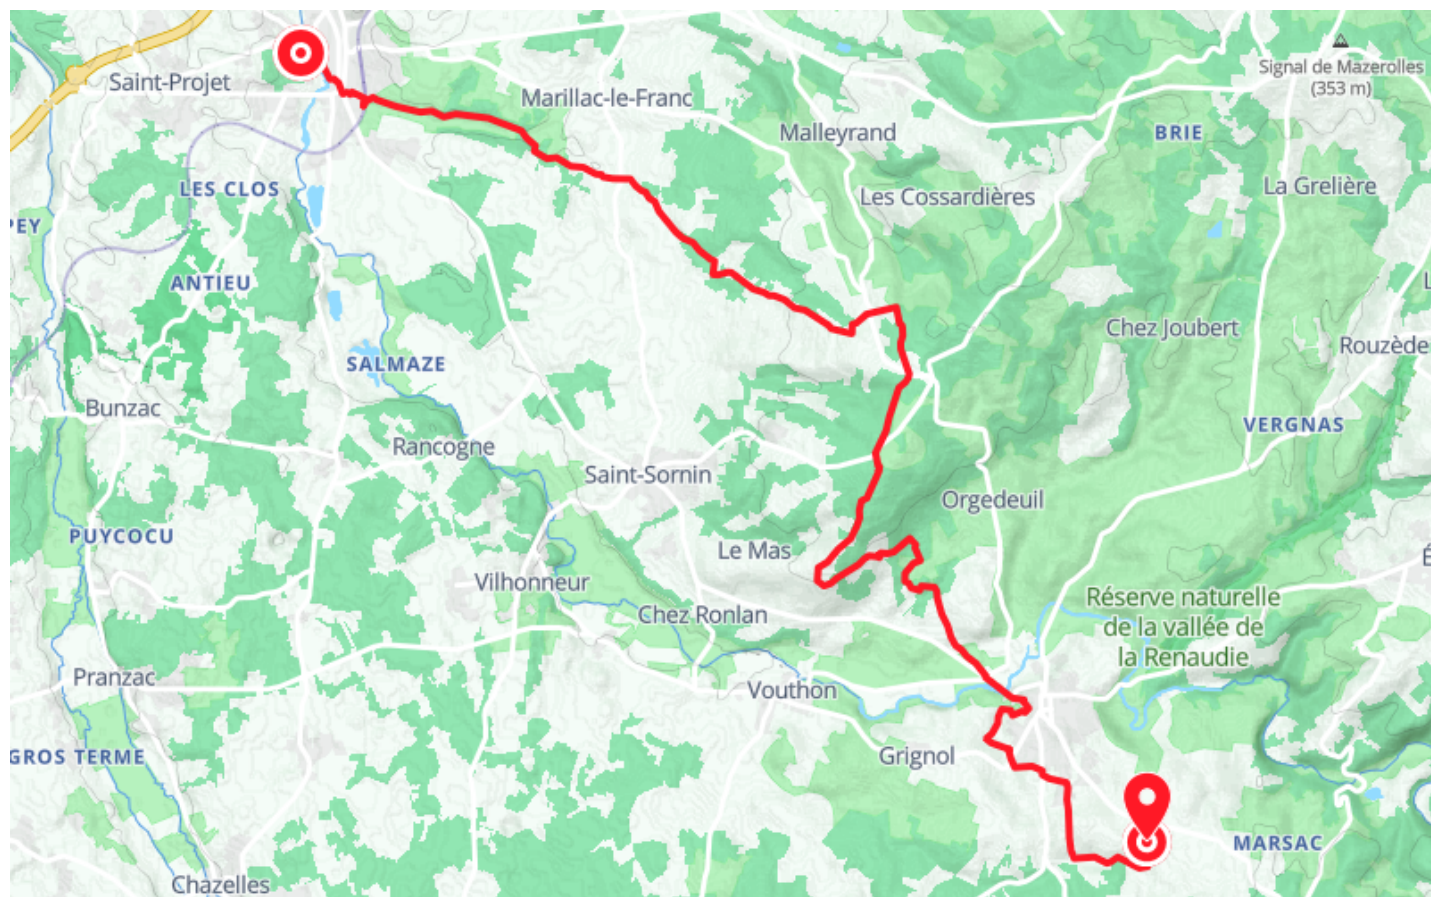 Signal de Mazerolles
(353 m)
Saint-Projet
Marillac-le-Franc
Malleyrand
BRIE
LES CLOS
Les Cossardières
La Grelière
PEY
ANTIEU
L
Chez Joubert
Rouzède
SALMAZE
Bunzac
VERGNAS
Rancogne
Saint-Sornin
Orgedeuil
PUYCOCU
Le Mas
É
Vilhonneur
Réserve naturelle
de la vallée de
la Renaudie
Chez Ronlan
Pranzac
Vouthon
GROS TERME
Grignol
MARSAC
Chazelles